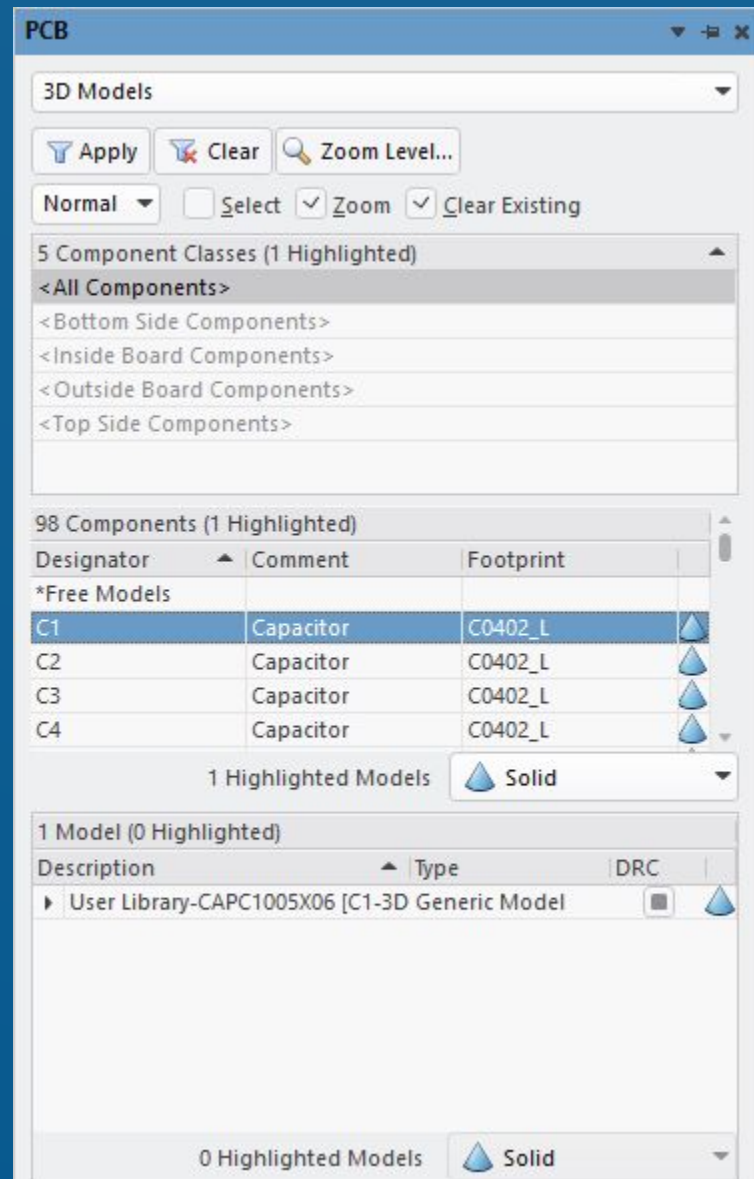 PCB
3D Models
Apply Clear Zoom Level...
Normal Select Zoom Clear Existing
5 Component Classes (1 Highlighted)
<All Components>
<Bottom Side Components>
<Inside Board Components>
<Outside Board Components>
<Top Side Components>
98 Components (1 Highlighted)
Designator Comment Footprint
*Free Models
C1 Capacitor C0402_L
C2 Capacitor C0402_L
C3 Capacitor C0402_L
C4 Capacitor C0402_L
1 Highlighted Models Solid
1 Model (0 Highlighted)
Description Type DRC
User Library-CAPC1005X06 [C1-3D Generic Model
0 Highlighted Models Solid